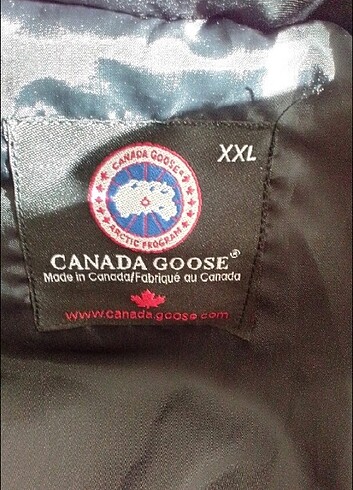 CANADA GOOSE
ARCTIC PROGRAM
XXL
CANADA GOOSE®
Made in Canada/Fabriqué au Canada
www.canada.goose.com